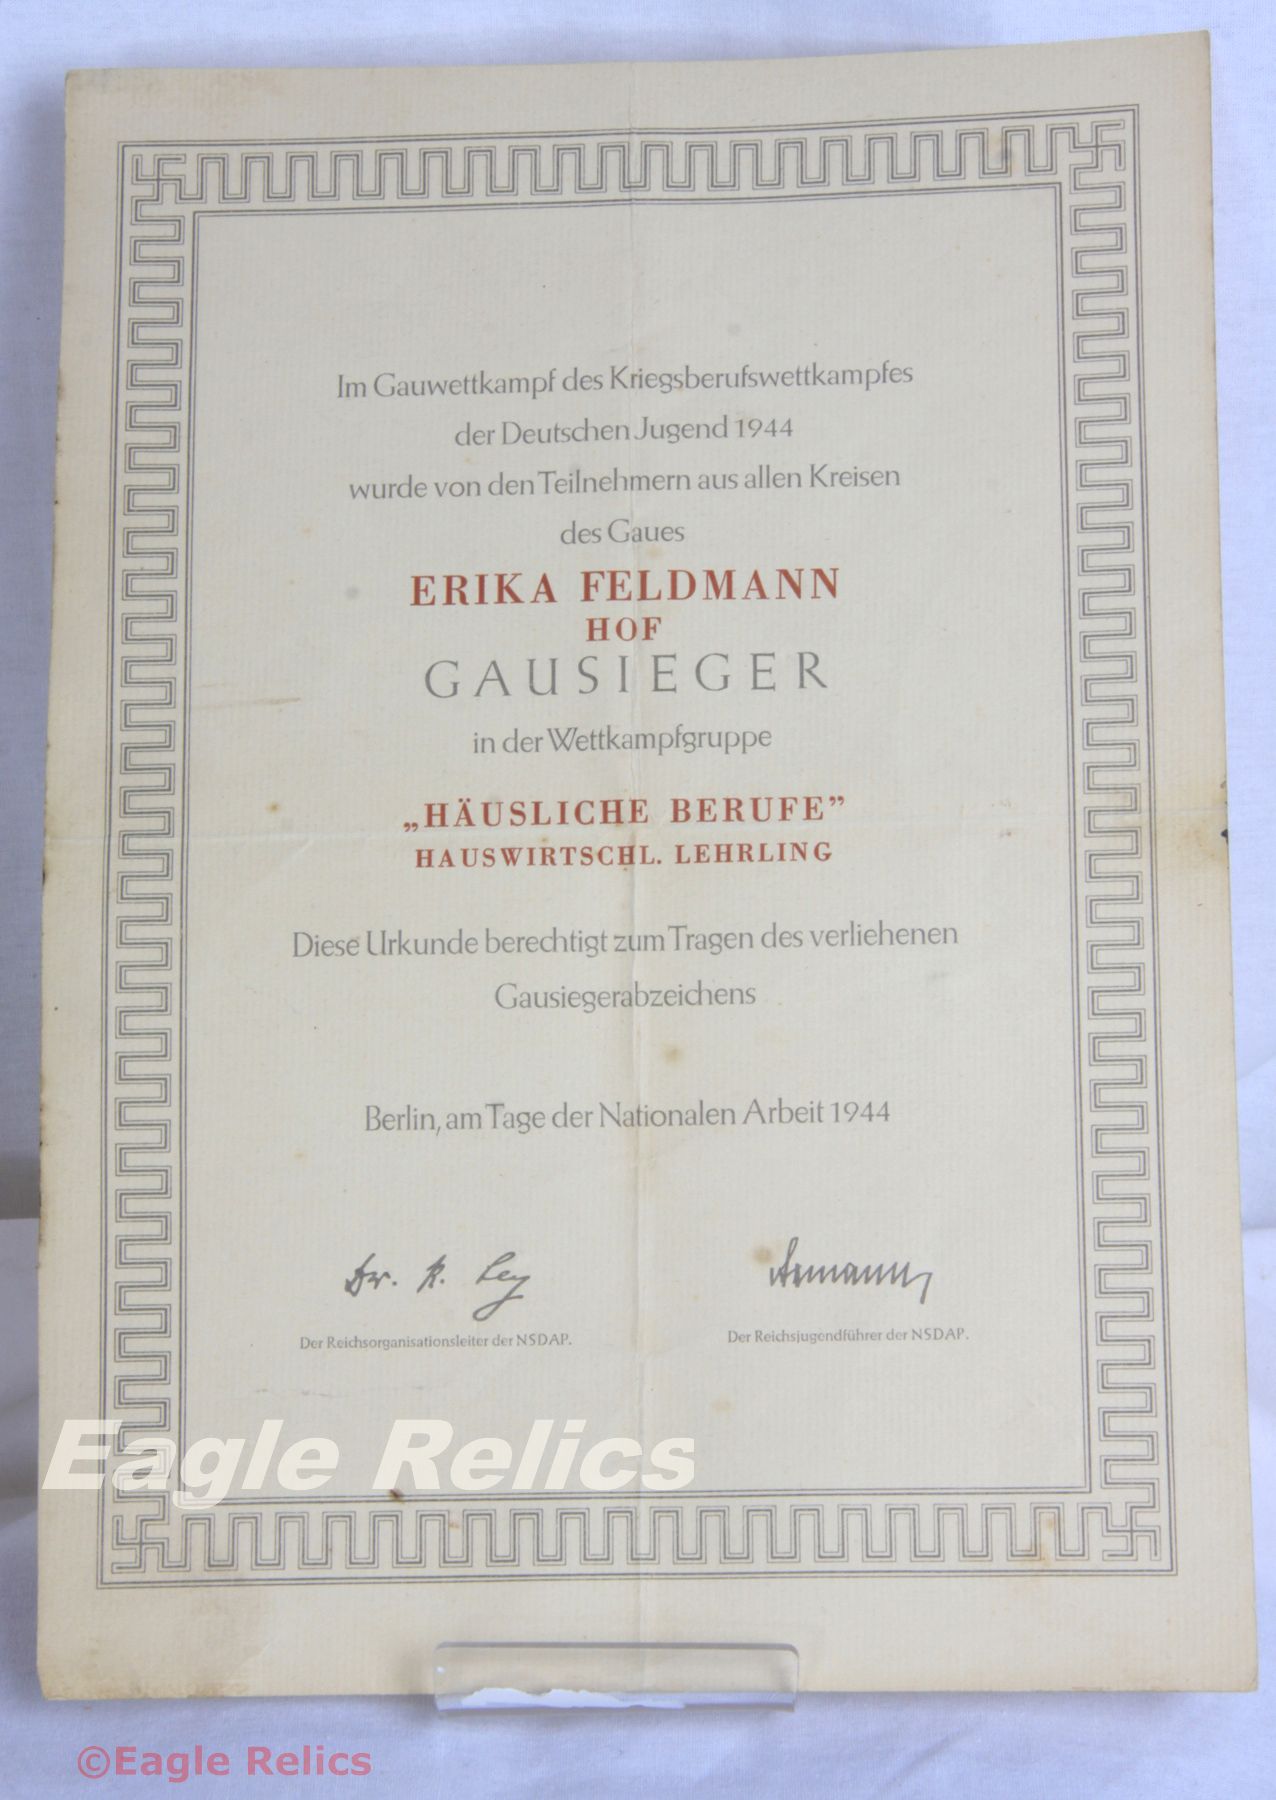 Im Gauwettkampf des Kriegsberufswettkampfes
der Deutschen Jugend 1944
wurde von den Teilnehmern aus allen Kreisen
des Gaues
ERIKA FELDMANN
HOF
GAUSIEGER
in der Wettkampfgruppe
„HÄUSLICHE BERUFE”
HAUSWIRTSCHL. LEHRLING
Diese Urkunde berechtigt zum Tragen des verliehenen
Gausiegerabzeichens
Berlin, am Tage der Nationalen Arbeit 1944
Dr. R. Ley
Der Reichsorganisationsleiter der NSDAP.
Der Reichsjugendführer der NSDAP.
Eagle Relics
©Eagle Relics